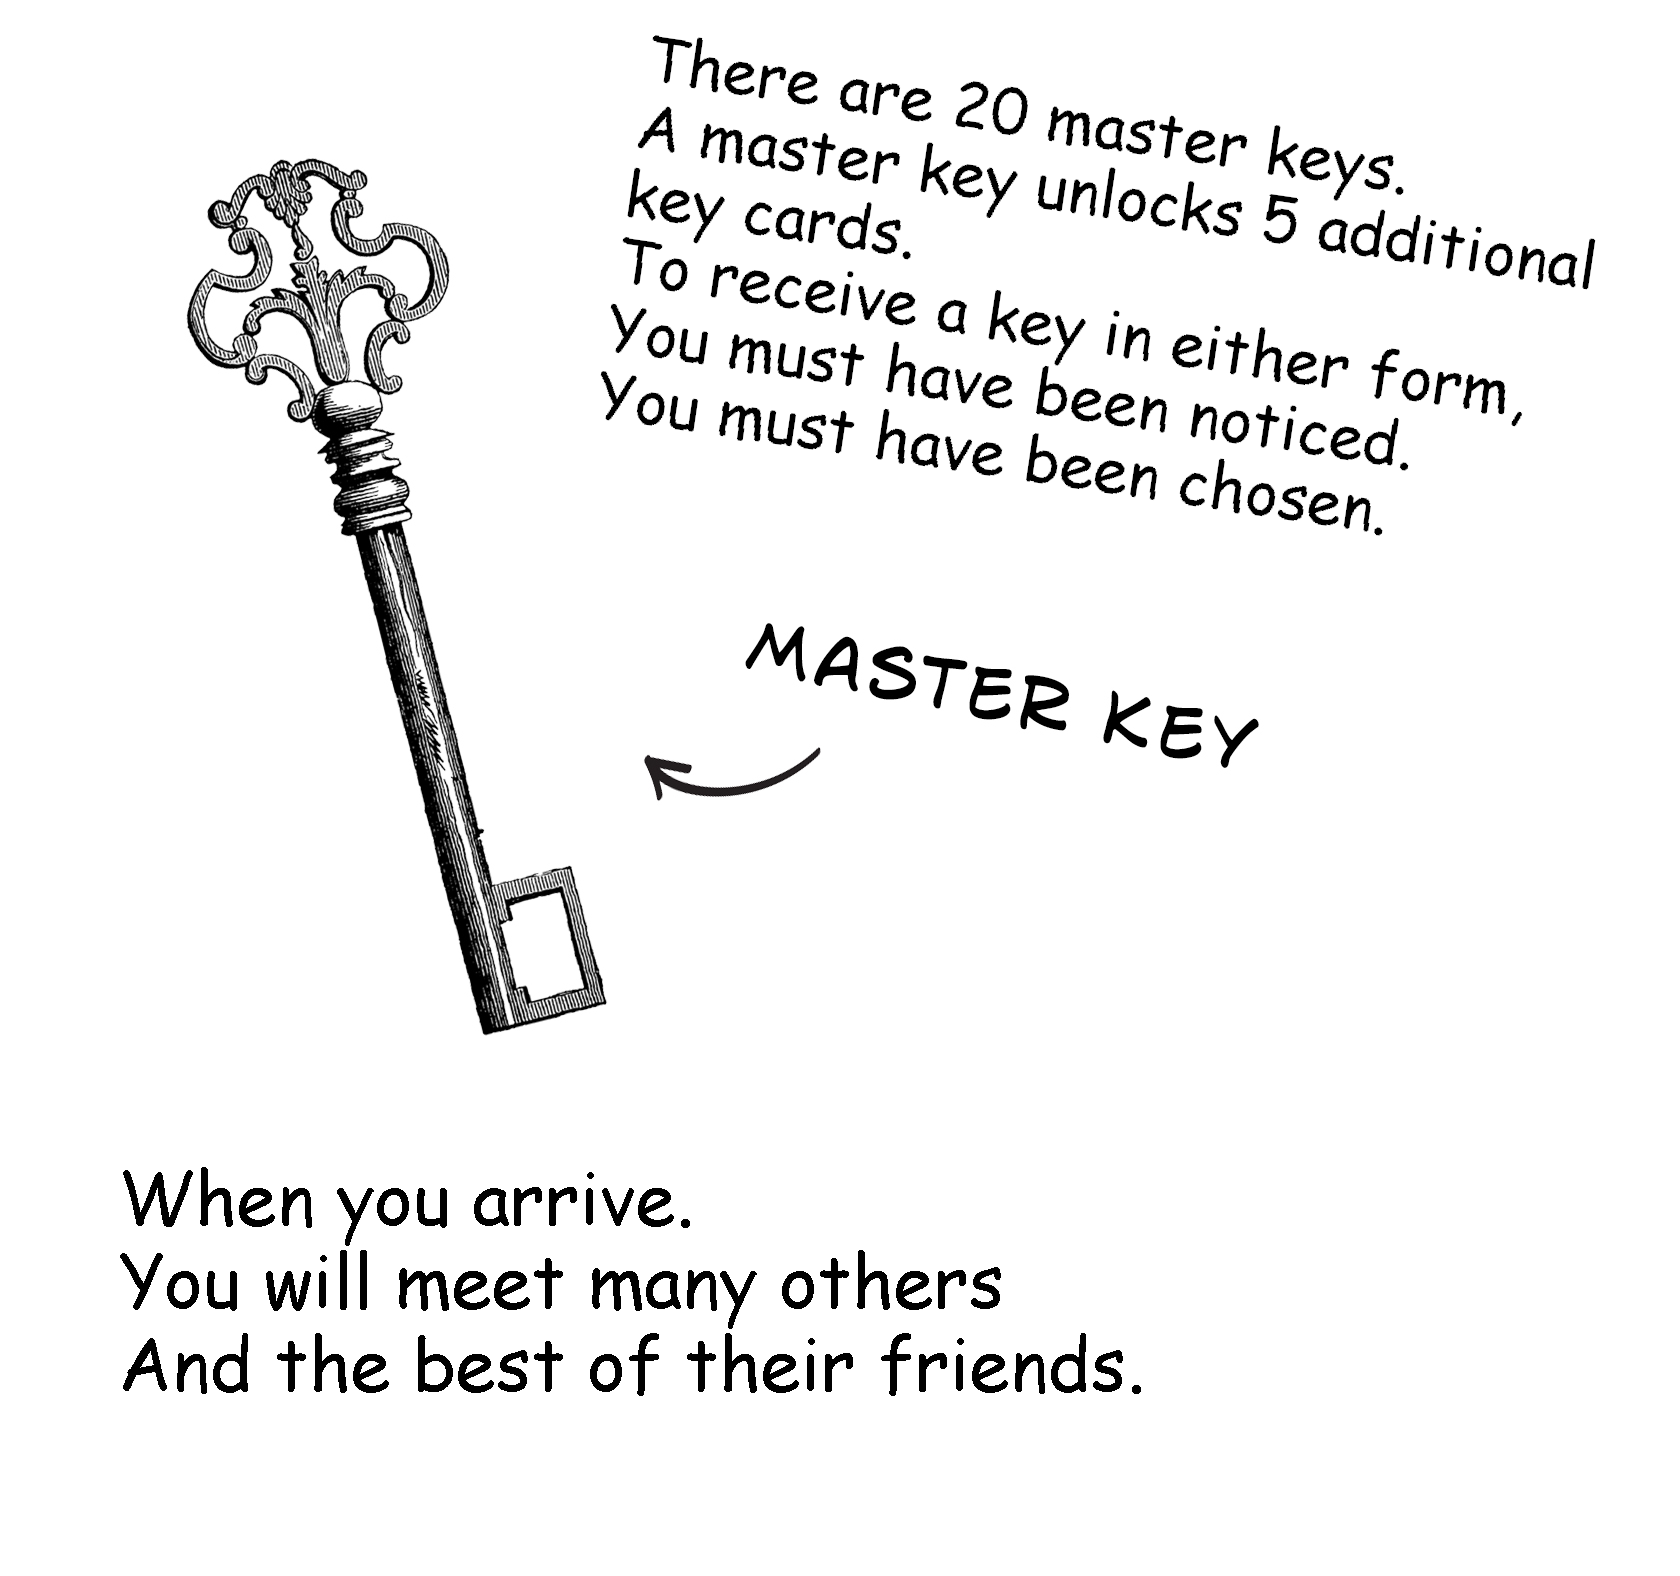 There are 20 master keys.
A master key unlocks 5 additional
key cards.
To receive a key in either form,
You must have been noticed.
You must have been chosen.
MASTER KEY
When you arrive.
You will meet many others
And the best of their friends.